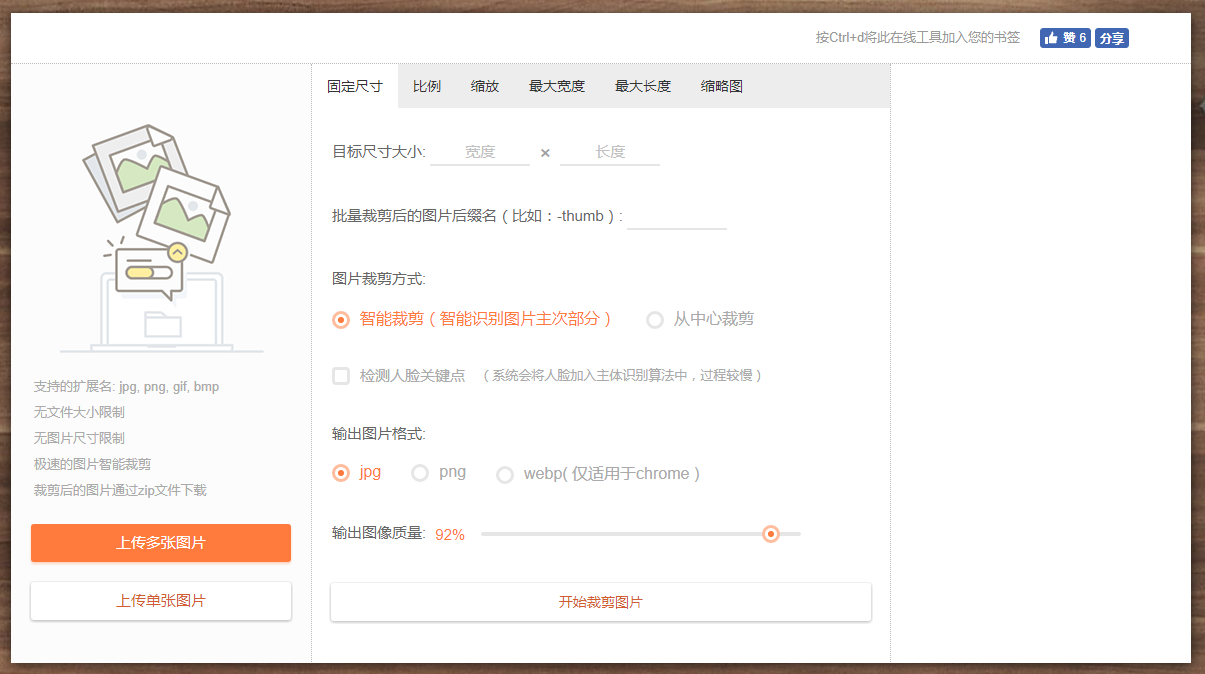 按Ctrl+d将此在线工具加入您的书签
赞 6 分享
固定尺寸 比例 缩放 最大宽度 最大长度 缩略图
目标尺寸大小: 宽度 × 长度
批量裁剪后的图片后缀名（比如：-thumb）:
图片裁剪方式:
智能裁剪（智能识别图片主次部分） 从中心裁剪
检测人脸关键点 （系统会将人脸加入主体识别算法中，过程较慢）
输出图片格式:
jpg png webp( 仅适用于chrome )
输出图像质量: 92%
开始裁剪图片
支持的扩展名: jpg, png, gif, bmp
无文件大小限制
无图片尺寸限制
极速的图片智能裁剪
裁剪后的图片通过zip文件下载
上传多张图片
上传单张图片